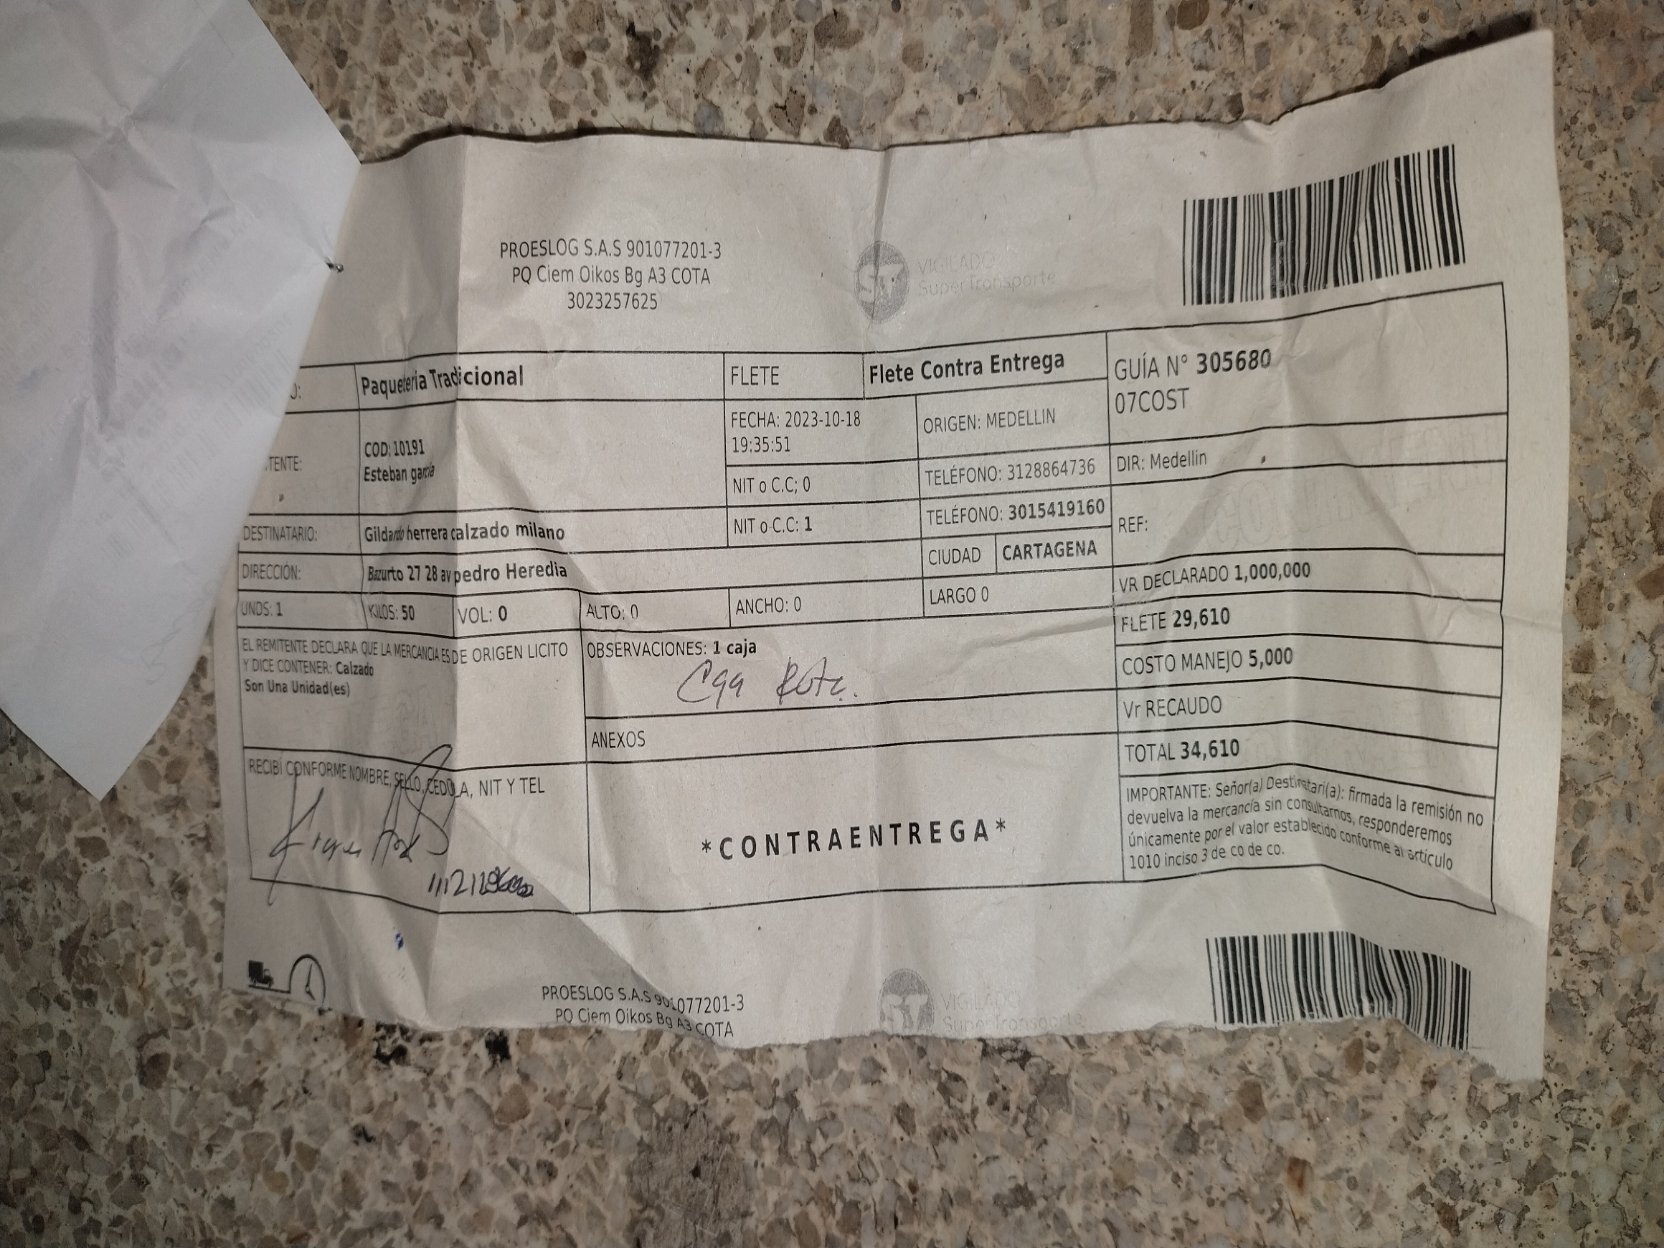 PROESLOG S.A.S 901077201-3
PQ Ciem Oikos Bg A3 COTA
3023257625
VIGILADO
SuperTransporte
O: Paquetería Tradicional FLETE Flete Contra Entrega GUÍA N° 305680
07COST
TENTE: COD: 10191
Esteban garcia
FECHA: 2023-10-18
19:35:51
ORIGEN: MEDELLIN
TELÉFONO: 3128864736
DIR: Medellin
NIT o C.C; 0
DESTINATARIO: Gildardo herrera calzado milano
NIT o C.C: 1
TELÉFONO: 3015419160
REF:
DIRECCIÓN: Bazurto 27 28 av pedro Heredia
CIUDAD CARTAGENA
UNDS: 1 KILOS: 50 VOL: 0 ALTO: 0 ANCHO: 0 LARGO 0
VR DECLARADO 1,000,000
FLETE 29,610
COSTO MANEJO 5,000
Vr RECAUDO
TOTAL 34,610
EL REMITENTE DECLARA QUE LA MERCANCIA ES DE ORIGEN LICITO
Y DICE CONTENER: Calzado
Son Una Unidad(es)
OBSERVACIONES: 1 caja
Rota.
ANEXOS
RECIBÍ CONFORME NOMBRE, SELLO, CEDULA, NIT Y TEL
*CONTRAENTREGA*
IMPORTANTE: Señor(a) Destinatari(a): firmada la remisión no
devuelva la mercancía sin consultarnos, responderemos
únicamente por el valor establecido conforme al artículo
1010 inciso 3 de co de co.
PROESLOG S.A.S 901077201-3
PQ Ciem Oikos Bg A3 COTA
VIGILADO
SuperTransporte